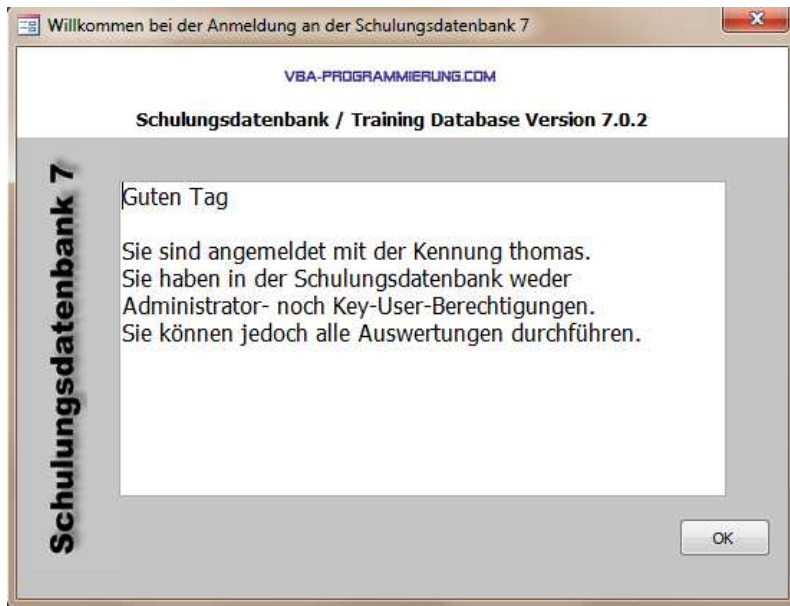 Willkommen bei der Anmeldung an der Schulungsdatenbank 7
VBA-PROGRAMMIERUNG.COM
Schulungsdatenbank / Training Database Version 7.0.2
Schulungsdatenbank 7
Guten Tag
Sie sind angemeldet mit der Kennung thomas.
Sie haben in der Schulungsdatenbank weder
Administrator- noch Key-User-Berechtigungen.
Sie können jedoch alle Auswertungen durchführen.
OK